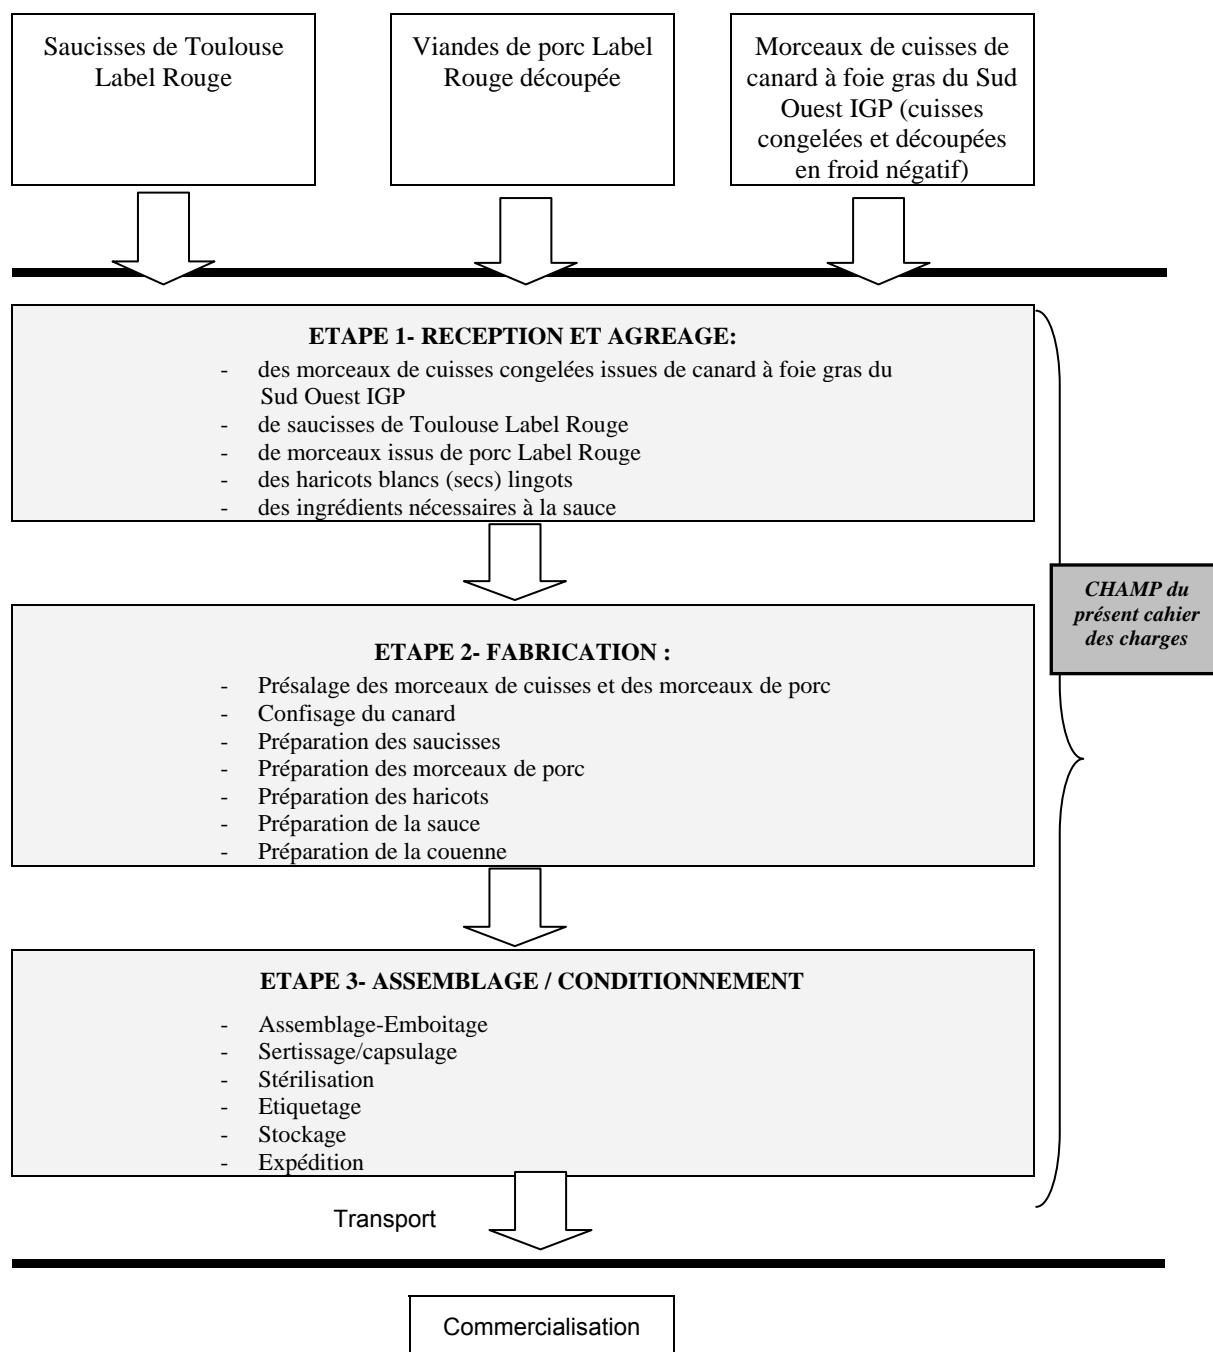 Saucisses de Toulouse
Label Rouge
Viandes de porc Label
Rouge découpée
Morceaux de cuisses de
canard à foie gras du Sud
Ouest IGP (cuisses
congelées et découpées
en froid négatif)
ETAPE 1- RECEPTION ET AGREAGE:
- des morceaux de cuisses congelées issues de canard à foie gras du
Sud Ouest IGP
- de saucisses de Toulouse Label Rouge
- de morceaux issus de porc Label Rouge
- des haricots blancs (secs) lingots
- des ingrédients nécessaires à la sauce
CHAMP du
présent cahier
des charges
ETAPE 2- FABRICATION :
- Présalage des morceaux de cuisses et des morceaux de porc
- Confisage du canard
- Préparation des saucisses
- Préparation des morceaux de porc
- Préparation des haricots
- Préparation de la sauce
- Préparation de la couenne
ETAPE 3- ASSEMBLAGE / CONDITIONNEMENT
- Assemblage-Emboitage
- Sertissage/capsulage
- Stérilisation
- Etiquetage
- Stockage
- Expédition
Transport
Commercialisation